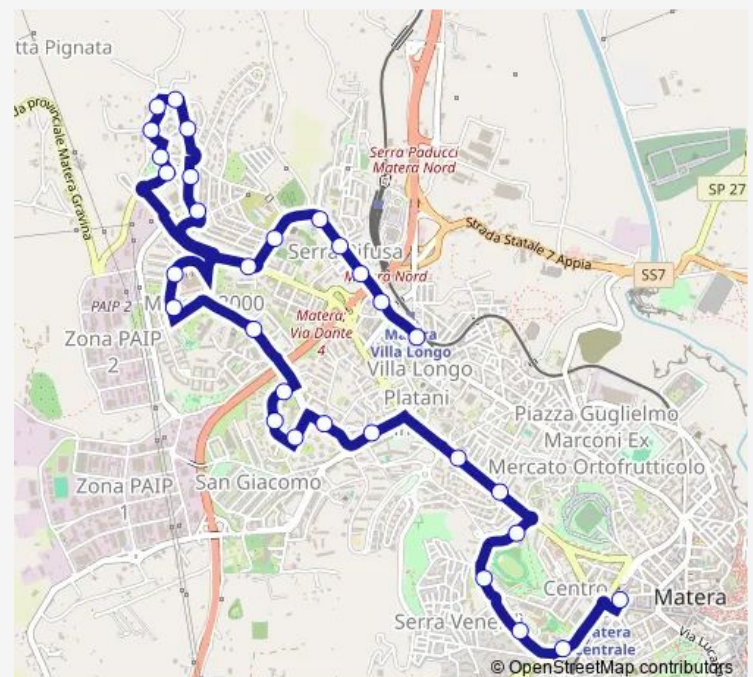 tta Pignata
da provinciale Matera Gravina
Serra Paducci
Matera Nord
SP 27
Strada Statale 7 Appia
SS7
Serra Rifusa
Matera Nord
PAIP 2
2000
Zona PAIP
2
Matera;
Via Dante
4
Matera
Villa Longo
Villa Longo
Platani
Piazza Guglielmo
Marconi Ex
Mercato Ortofrutticolo
Zona PAIP
1
San Giacomo
Centro
Matera
Serra Vener
Matera
Centrale
Via Luca
© OpenStreetMap contributors